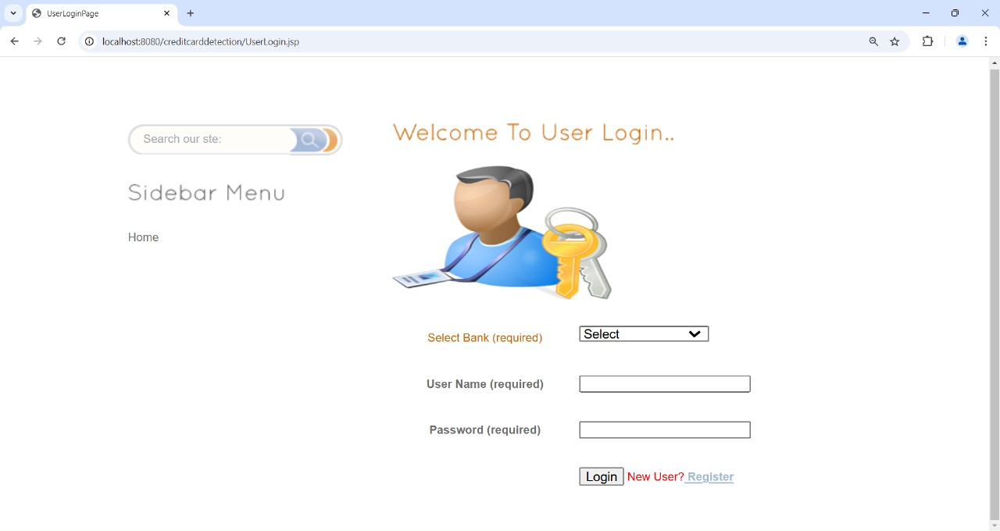 UserLoginPage
localhost:8080/creditcarddetection/UserLogin.jsp
Search our ste:
Welcome To User Login..
Sidebar Menu
Home
Select Bank (required)
Select
User Name (required)
Password (required)
Login New User? Register